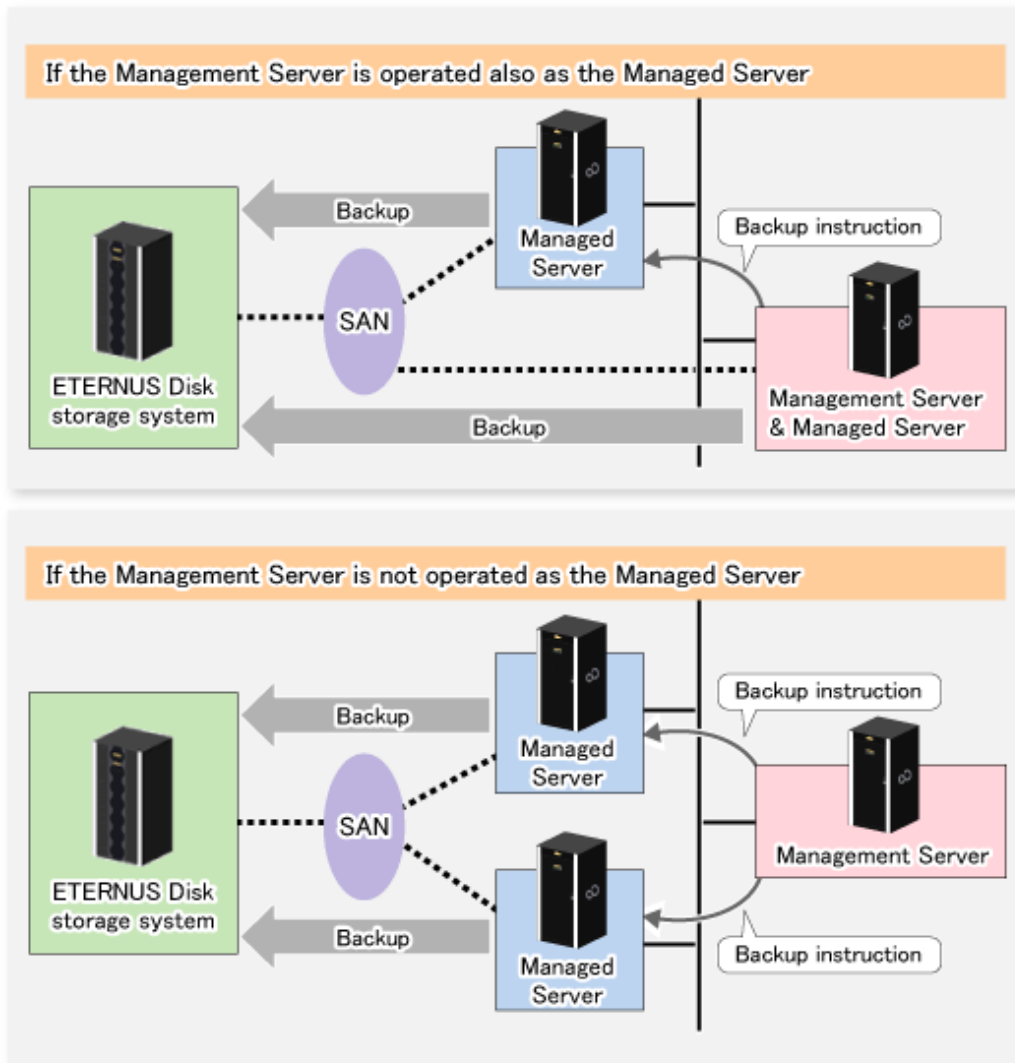 If the Management Server is operated also as the Managed Server
Backup
Managed
Server
Backup instruction
SAN
ETERNUS Disk
storage system
Management Server
& Managed Server
Backup
If the Management Server is not operated as the Managed Server
Backup
Managed
Server
Backup instruction
SAN
Management Server
ETERNUS Disk
storage system
Backup
Managed
Server
Backup instruction